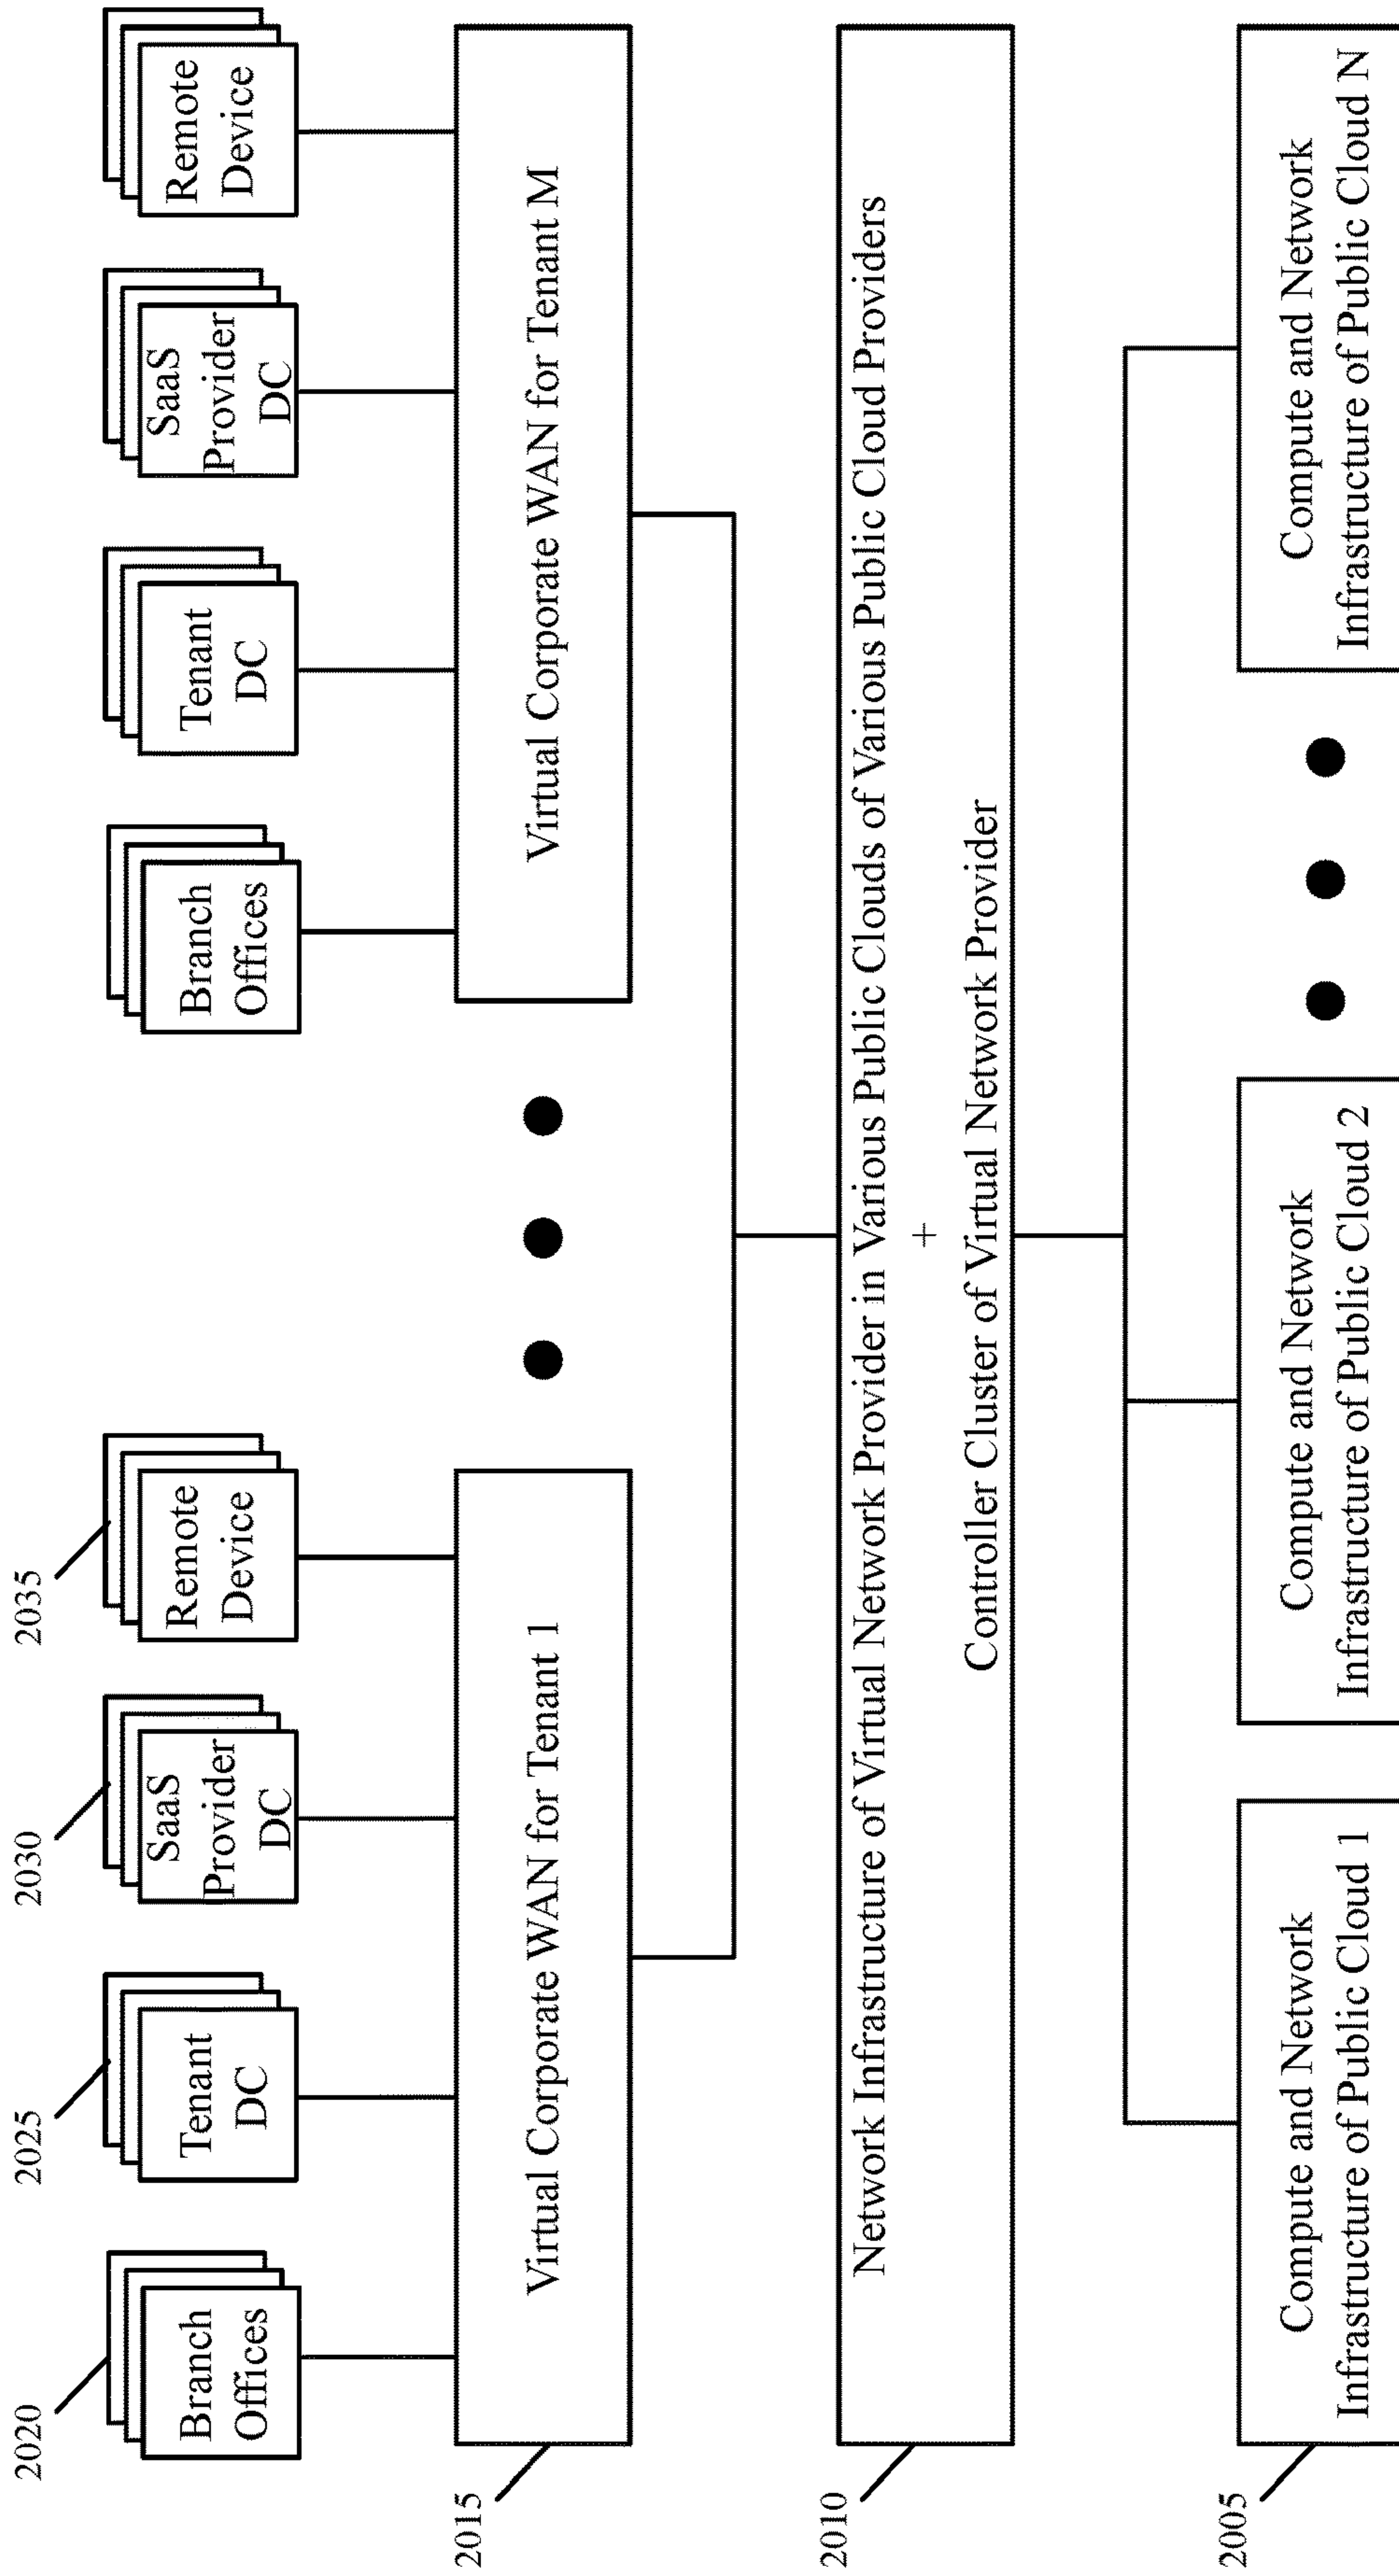 2020
2025
2030
2035
Branch
Offices
Tenant
DC
SaaS
Provider
DC
Remote
Device
Branch
Offices
Tenant
DC
SaaS
Provider
DC
Remote
Device
2015
Virtual Corporate WAN for Tenant 1
Virtual Corporate WAN for Tenant M
2010
Network Infrastructure of Virtual Network Provider in Various Public Clouds of Various Public Cloud Providers
+
Controller Cluster of Virtual Network Provider
2005
Compute and Network
Infrastructure of Public Cloud 1
Compute and Network
Infrastructure of Public Cloud 2
Compute and Network
Infrastructure of Public Cloud N